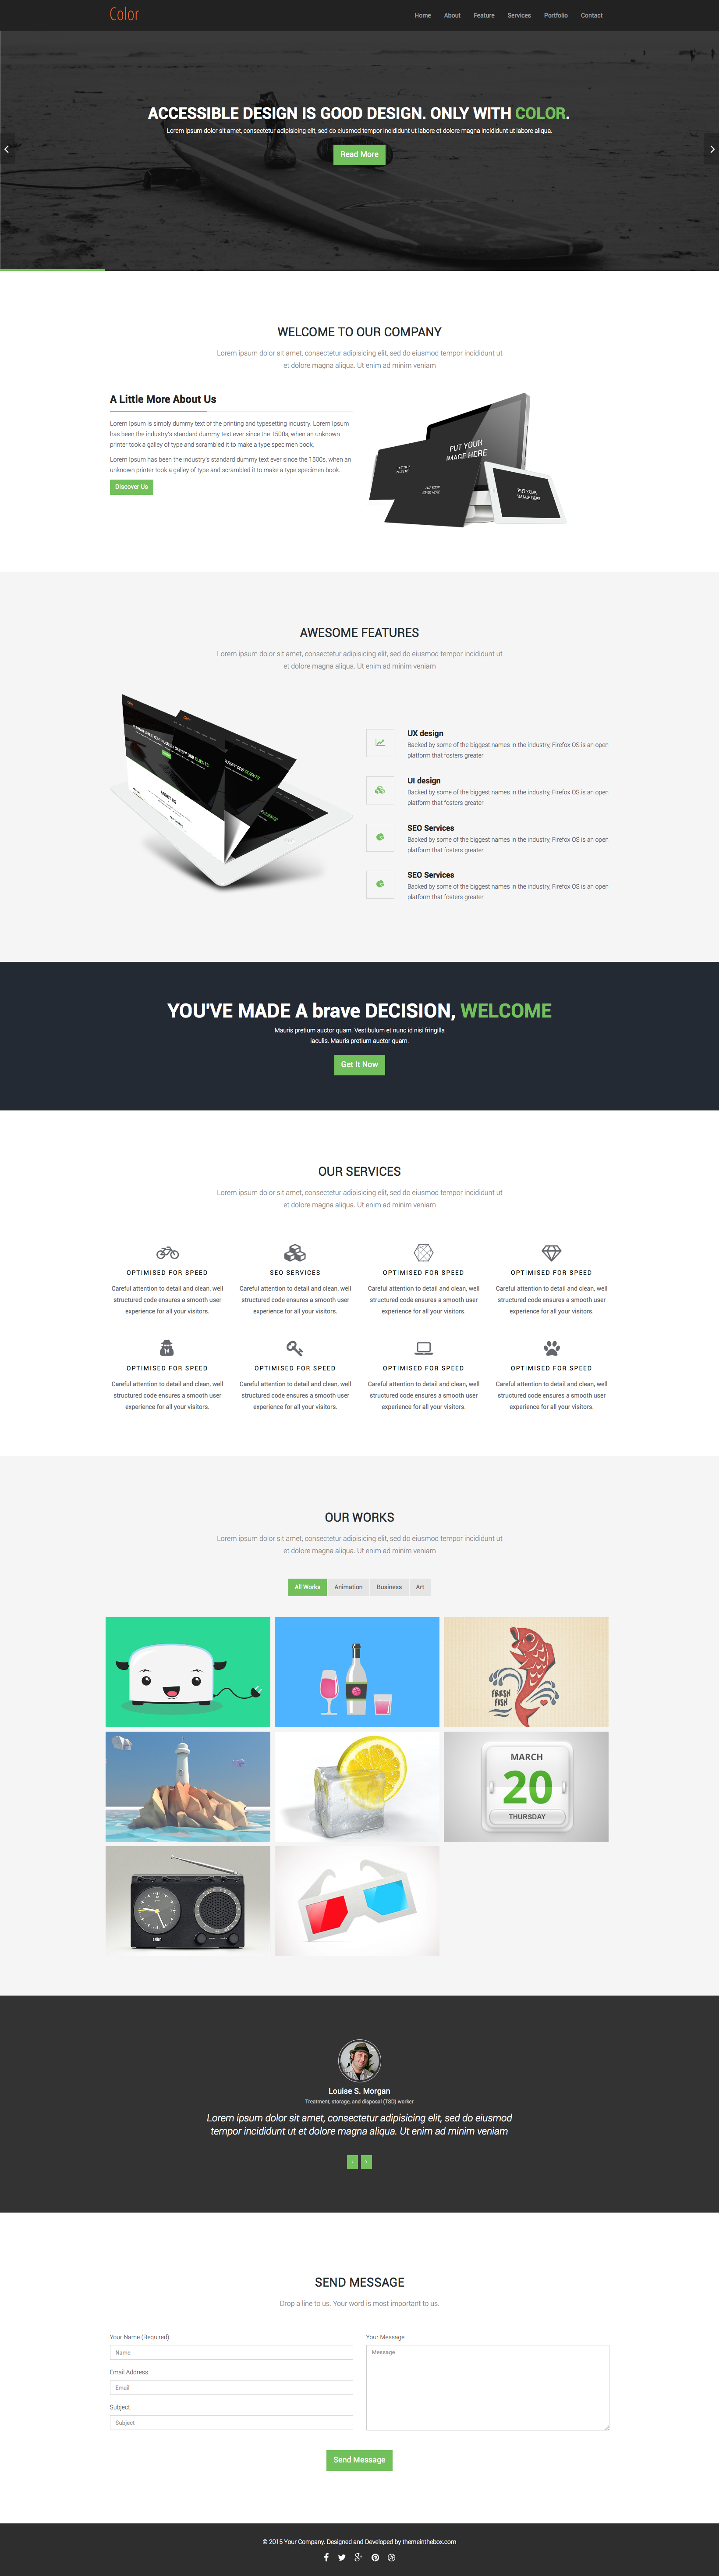 Color
Home About Feature Services Portfolio Contact
ACCESSIBLE DESIGN IS GOOD DESIGN. ONLY WITH COLOR.
Lorem ipsum dolor sit amet, consectetur adipisicing elit, sed do eiusmod tempor incididunt ut labore et dolore magna incididunt ut labore aliqua.
Read More
WELCOME TO OUR COMPANY
Lorem ipsum dolor sit amet, consectetur adipisicing elit, sed do eiusmod tempor incididunt ut
et dolore magna aliqua. Ut enim ad minim veniam
A Little More About Us
Lorem Ipsum is simply dummy text of the printing and typesetting industry. Lorem Ipsum
has been the industry's standard dummy text ever since the 1500s, when an unknown
printer took a galley of type and scrambled it to make a type specimen book.
Lorem Ipsum has been the industry's standard dummy text ever since the 1500s, when an
unknown printer took a galley of type and scrambled it to make a type specimen book.
Discover Us
PUT YOUR
IMAGE HERE
PUT YOUR
IMAGE HERE
PUT YOUR
IMAGE HERE
PUT YOUR
IMAGE HERE
AWESOME FEATURES
Lorem ipsum dolor sit amet, consectetur adipisicing elit, sed do eiusmod tempor incididunt ut
et dolore magna aliqua. Ut enim ad minim veniam
ABOUT US
UX design
Backed by some of the biggest names in the industry, Firefox OS is an open
platform that fosters greater
UI design
Backed by some of the biggest names in the industry, Firefox OS is an open
platform that fosters greater
SEO Services
Backed by some of the biggest names in the industry, Firefox OS is an open
platform that fosters greater
SEO Services
Backed by some of the biggest names in the industry, Firefox OS is an open
platform that fosters greater
YOU'VE MADE A brave DECISION, WELCOME
Mauris pretium auctor quam. Vestibulum et nunc id nisi fringilla
iaculis. Mauris pretium auctor quam.
Get It Now
OUR SERVICES
Lorem ipsum dolor sit amet, consectetur adipisicing elit, sed do eiusmod tempor incididunt ut
et dolore magna aliqua. Ut enim ad minim veniam
OPTIMISED FOR SPEED
Careful attention to detail and clean, well
structured code ensures a smooth user
experience for all your visitors.
SEO SERVICES
Careful attention to detail and clean, well
structured code ensures a smooth user
experience for all your visitors.
OPTIMISED FOR SPEED
Careful attention to detail and clean, well
structured code ensures a smooth user
experience for all your visitors.
OPTIMISED FOR SPEED
Careful attention to detail and clean, well
structured code ensures a smooth user
experience for all your visitors.
OPTIMISED FOR SPEED
Careful attention to detail and clean, well
structured code ensures a smooth user
experience for all your visitors.
OPTIMISED FOR SPEED
Careful attention to detail and clean, well
structured code ensures a smooth user
experience for all your visitors.
OPTIMISED FOR SPEED
Careful attention to detail and clean, well
structured code ensures a smooth user
experience for all your visitors.
OPTIMISED FOR SPEED
Careful attention to detail and clean, well
structured code ensures a smooth user
experience for all your visitors.
OUR WORKS
Lorem ipsum dolor sit amet, consectetur adipisicing elit, sed do eiusmod tempor incididunt ut
et dolore magna aliqua. Ut enim ad minim veniam
All Works Animation Business Art
FRESH
FISH
MARCH
20
THURSDAY
Louise S. Morgan
Treatment, storage, and disposal (TSD) worker
Lorem ipsum dolor sit amet, consectetur adipisicing elit, sed do eiusmod
tempor incididunt ut et dolore magna aliqua. Ut enim ad minim veniam
SEND MESSAGE
Drop a line to us. Your word is most important to us.
Your Name (Required)
Name
Email Address
Email
Subject
Subject
Your Message
Message
Send Message
© 2015 Your Company. Designed and Developed by themeinthebox.com